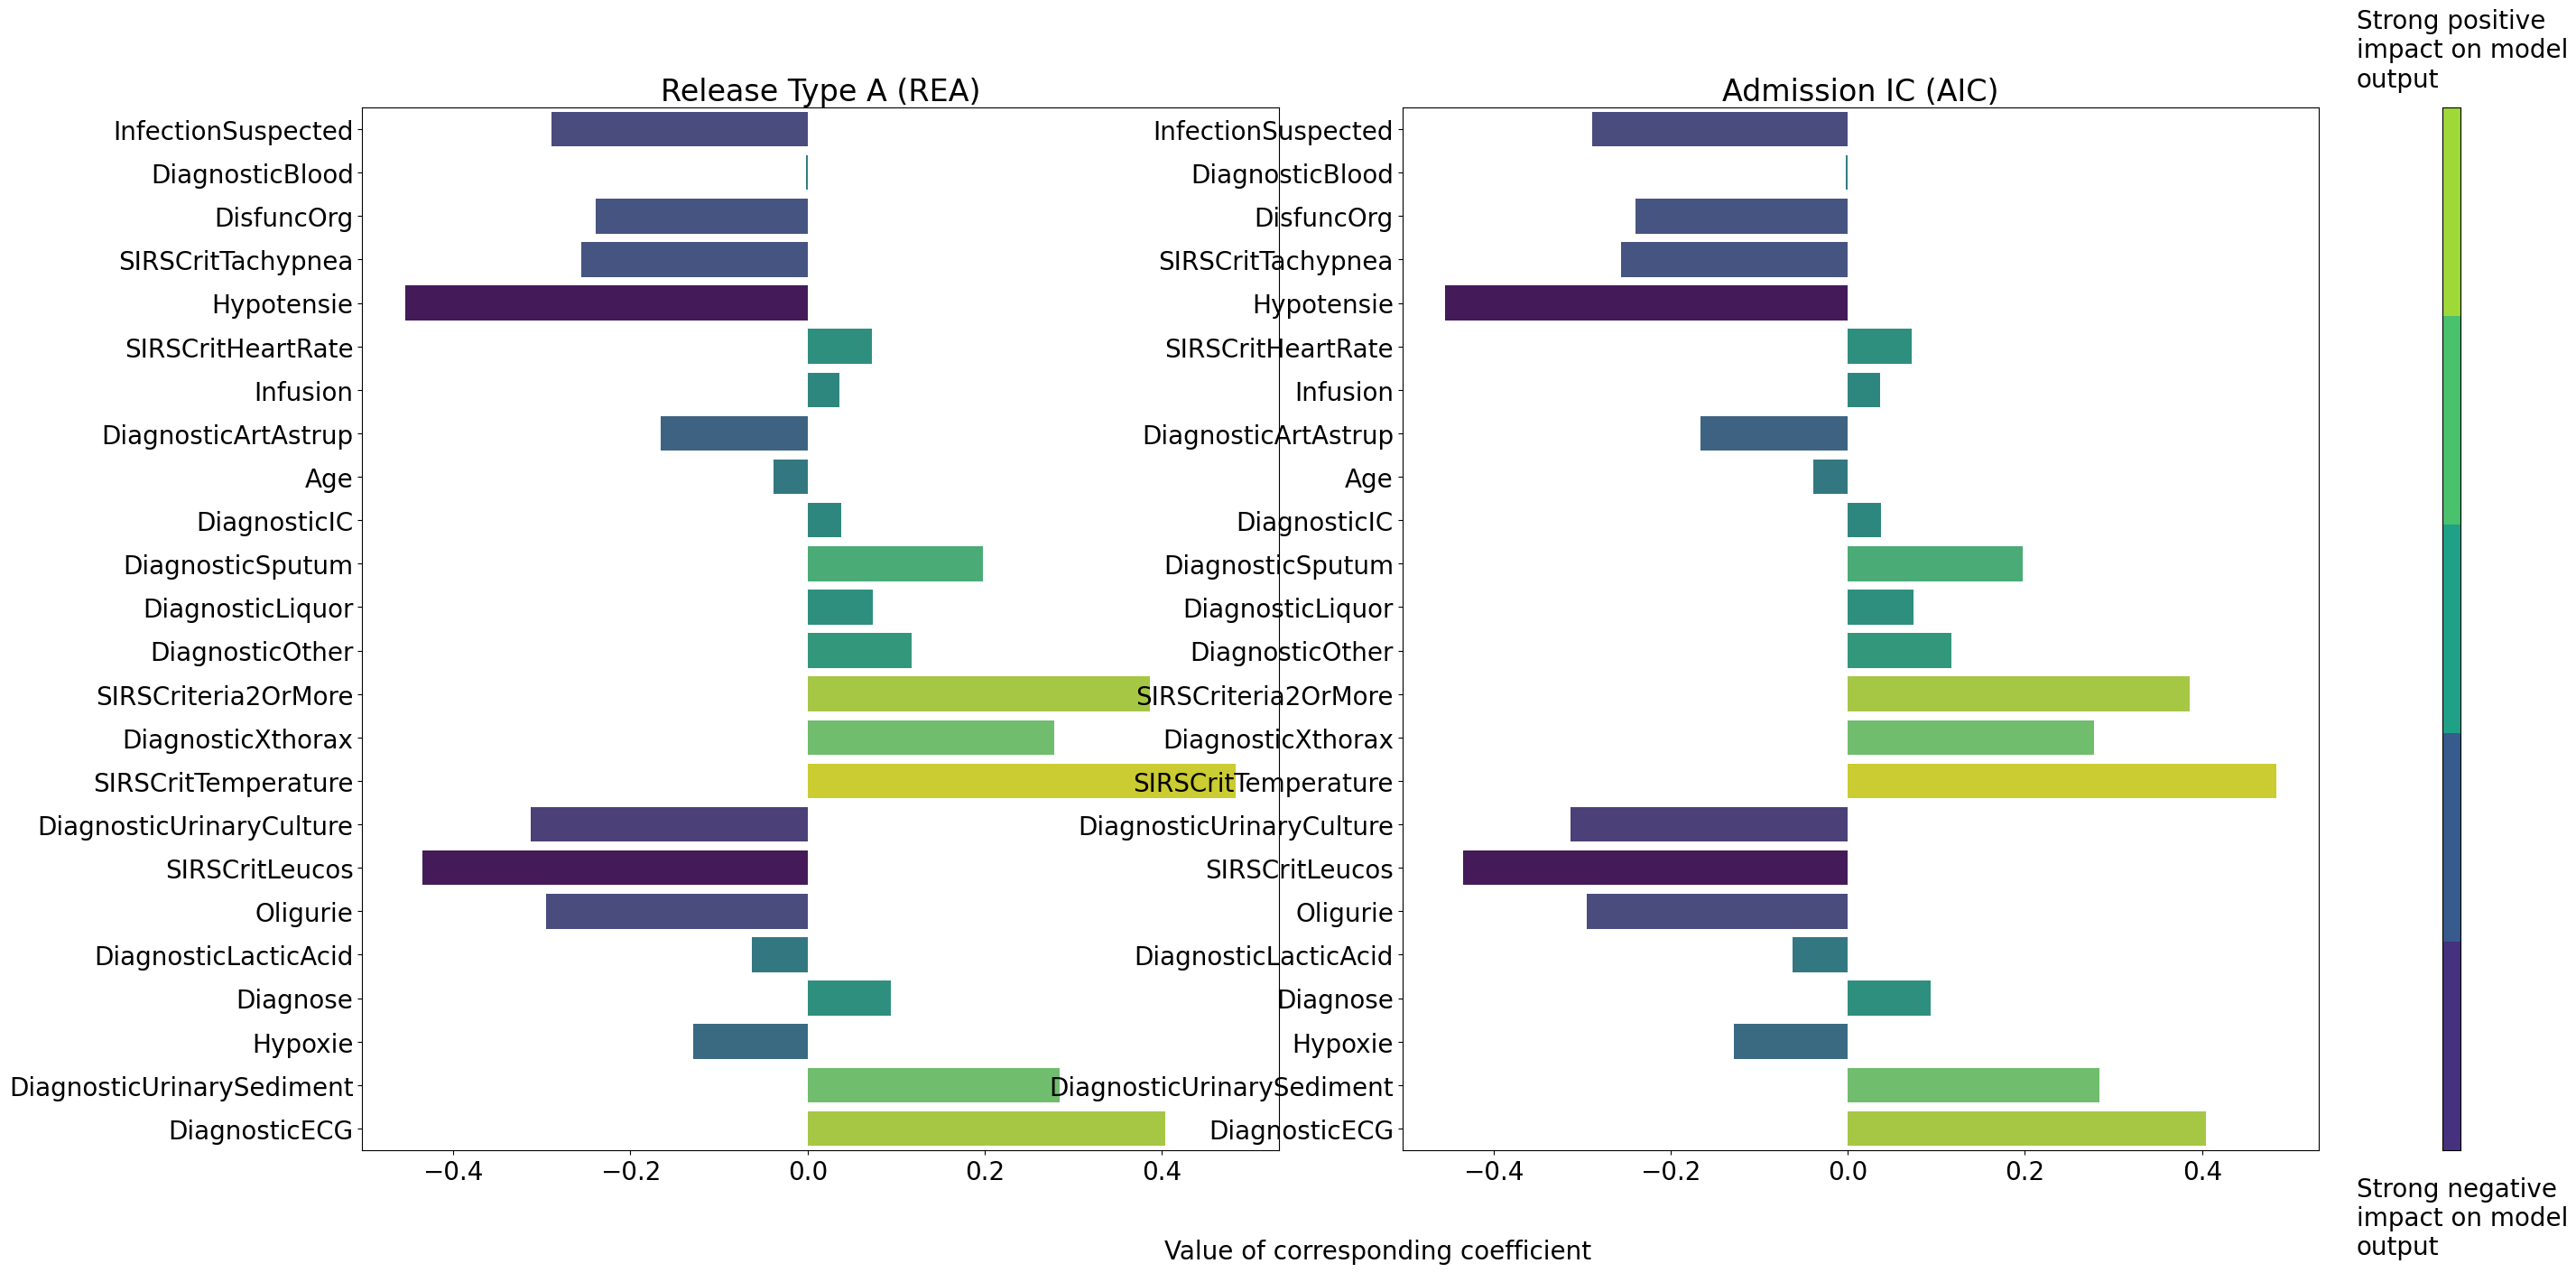 Strong positive
impact on model
output
Release Type A (REA)
InfectionSuspected
DiagnosticBlood
DisfuncOrg
SIRSCritTachypnea
Hypotensie
SIRSCritHeartRate
Infusion
DiagnosticArtAstrup
Age
DiagnosticIC
DiagnosticSputum
DiagnosticLiquor
DiagnosticOther
SIRSCriteria2OrMore
DiagnosticXthorax
SIRSCritTemperature
DiagnosticUrinaryCulture
SIRSCritLeucos
Oligurie
DiagnosticLacticAcid
Diagnose
Hypoxie
DiagnosticUrinarySediment
DiagnosticECG
−0.4 −0.2 0.0 0.2 0.4
Admission IC (AIC)
InfectionSuspected
DiagnosticBlood
DisfuncOrg
SIRSCritTachypnea
Hypotensie
SIRSCritHeartRate
Infusion
DiagnosticArtAstrup
Age
DiagnosticIC
DiagnosticSputum
DiagnosticLiquor
DiagnosticOther
SIRSCriteria2OrMore
DiagnosticXthorax
SIRSCritTemperature
DiagnosticUrinaryCulture
SIRSCritLeucos
Oligurie
DiagnosticLacticAcid
Diagnose
Hypoxie
DiagnosticUrinarySediment
DiagnosticECG
−0.4 −0.2 0.0 0.2 0.4
Strong negative
impact on model
output
Value of corresponding coefficient